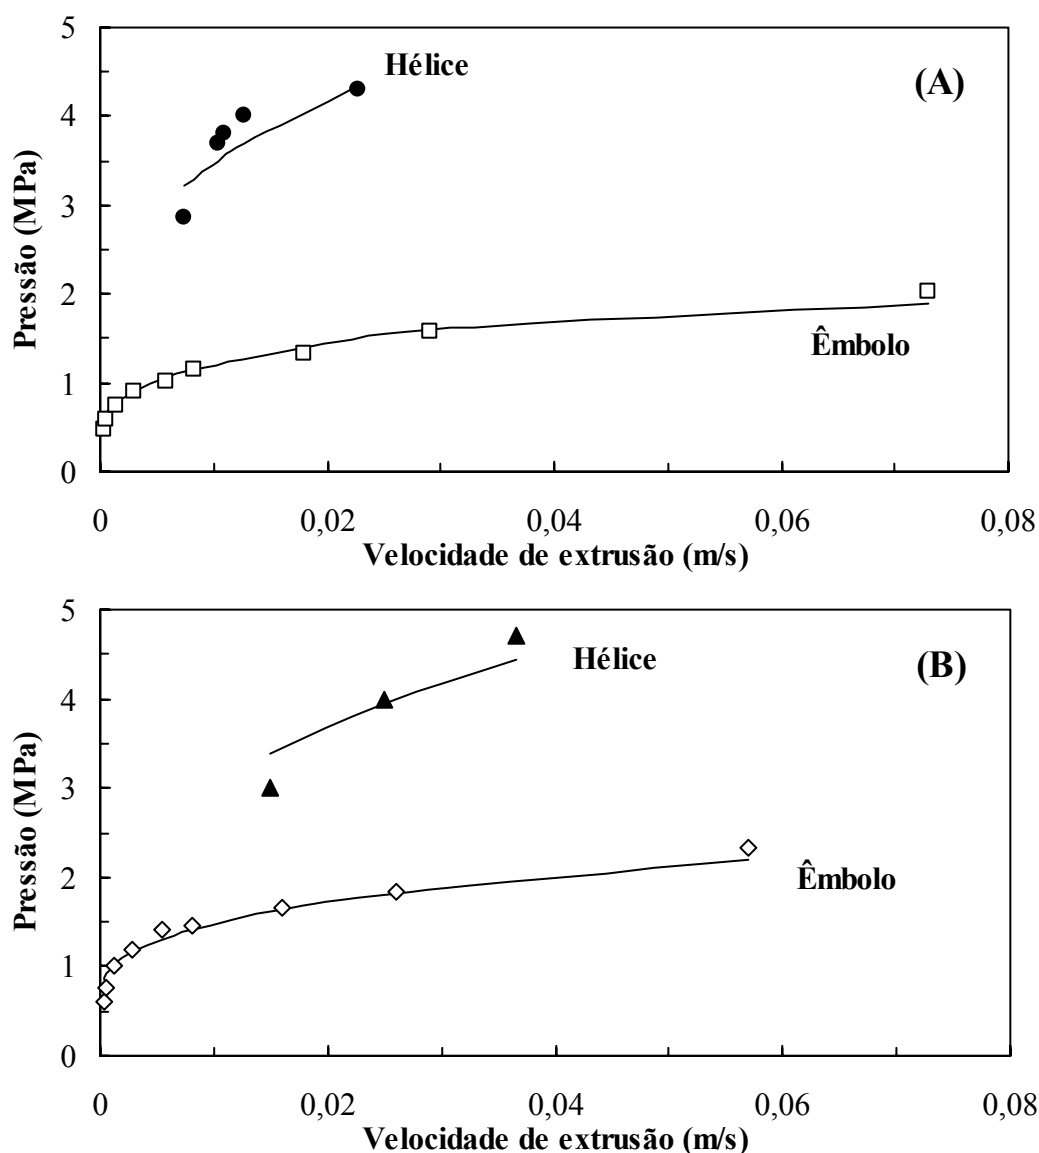 5
Hélice
(A)
4
3
Pressão (MPa)
2
Êmbolo
1
0
0 0,02 0,04 0,06 0,08
Velocidade de extrusão (m/s)
5
Hélice
(B)
4
3
Pressão (MPa)
2
Êmbolo
1
0
0 0,02 0,04 0,06 0,08
Velocidade de extrusão (m/s)